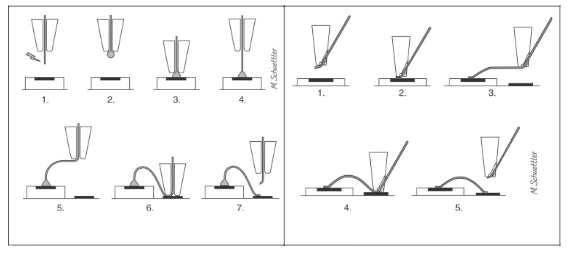 1. 2. 3. 4.
M. Schuettler
5. 6. 7.
1. 2. 3.
4. 5.
M. Schuettler